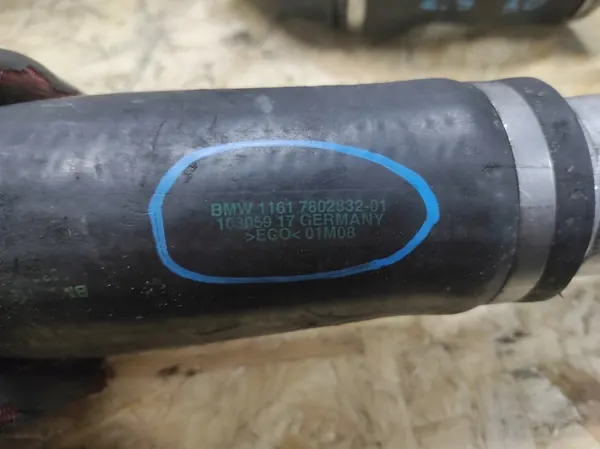 BMW 1161 7802832-01
103059 17 GERMANY
>ECO< 01M08